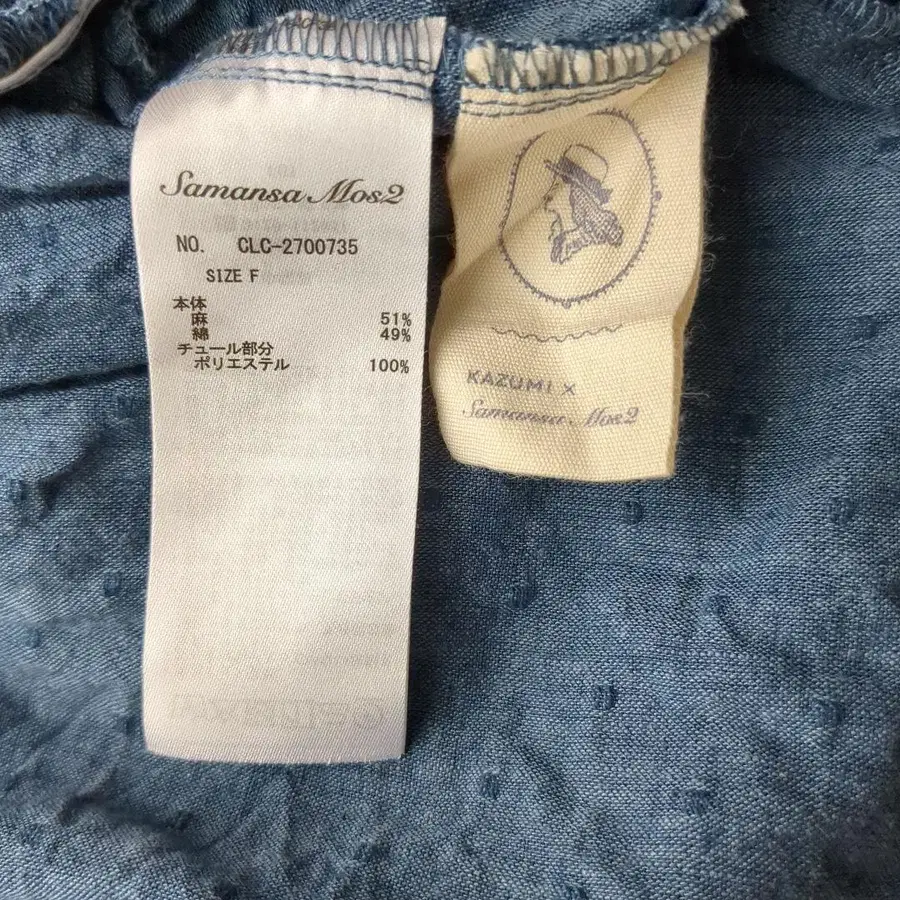 Samansa Mos2
NO. CLC-2700735
SIZE F
本体
麻 51%
綿 49%
チュール部分
ポリエステル 100%
KAZUMI X
Samansa Mos2